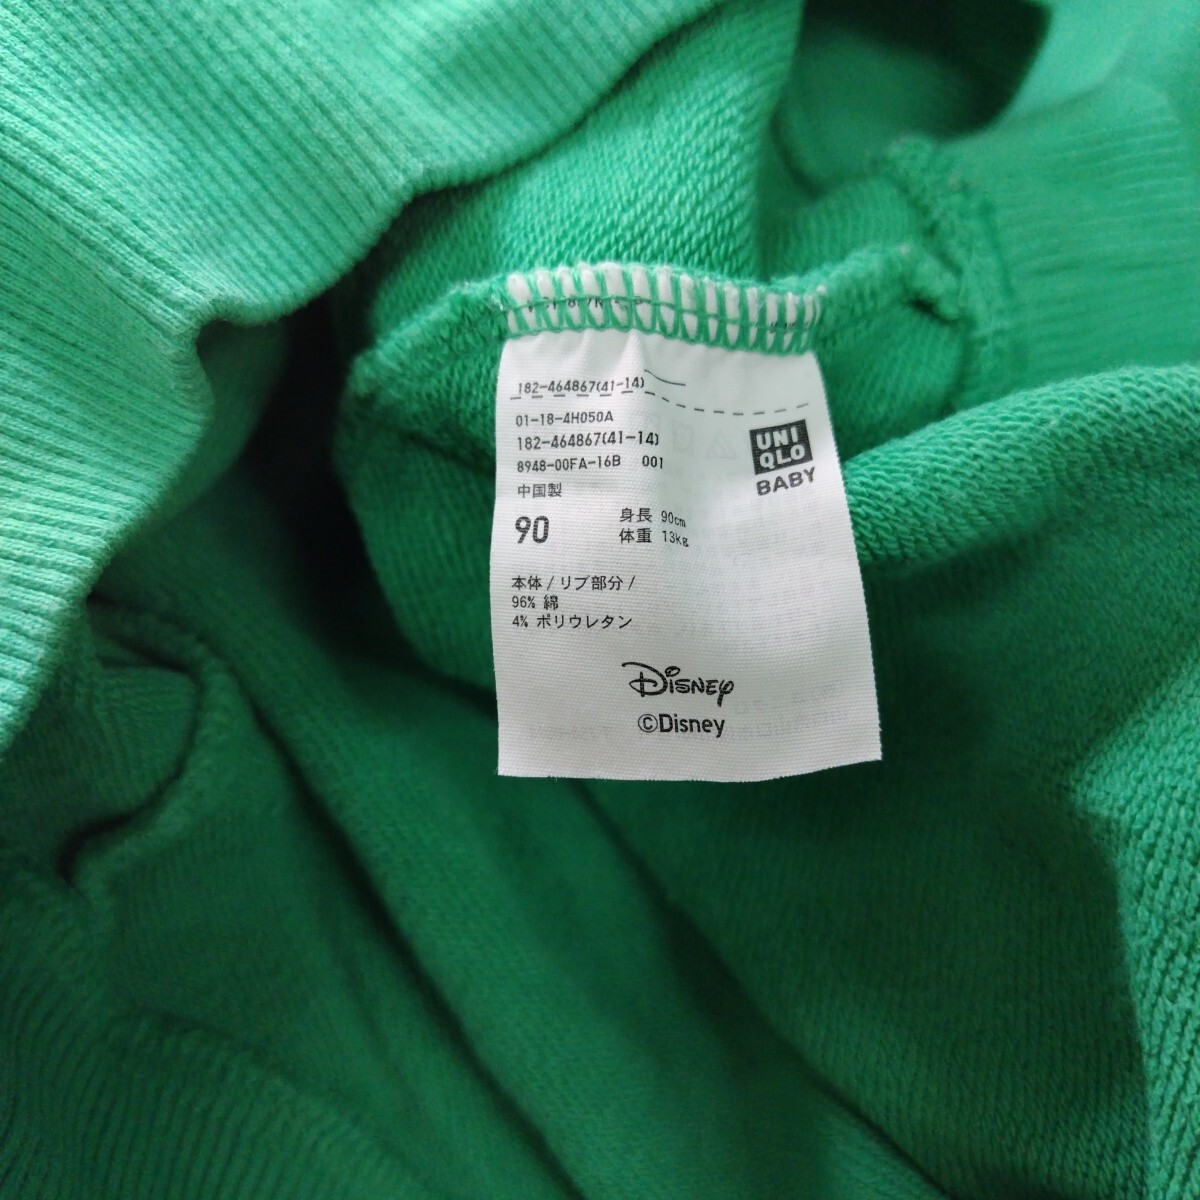 182-464867(41-14)
01-18-4H050A
182-464867(41-14)
8948-00FA-16B 001
UNI
QLO
BABY
中国製
90
身長 90cm
体重 13kg
本体/リブ部分/
96% 綿
4% ポリウレタン
Disney
©Disney